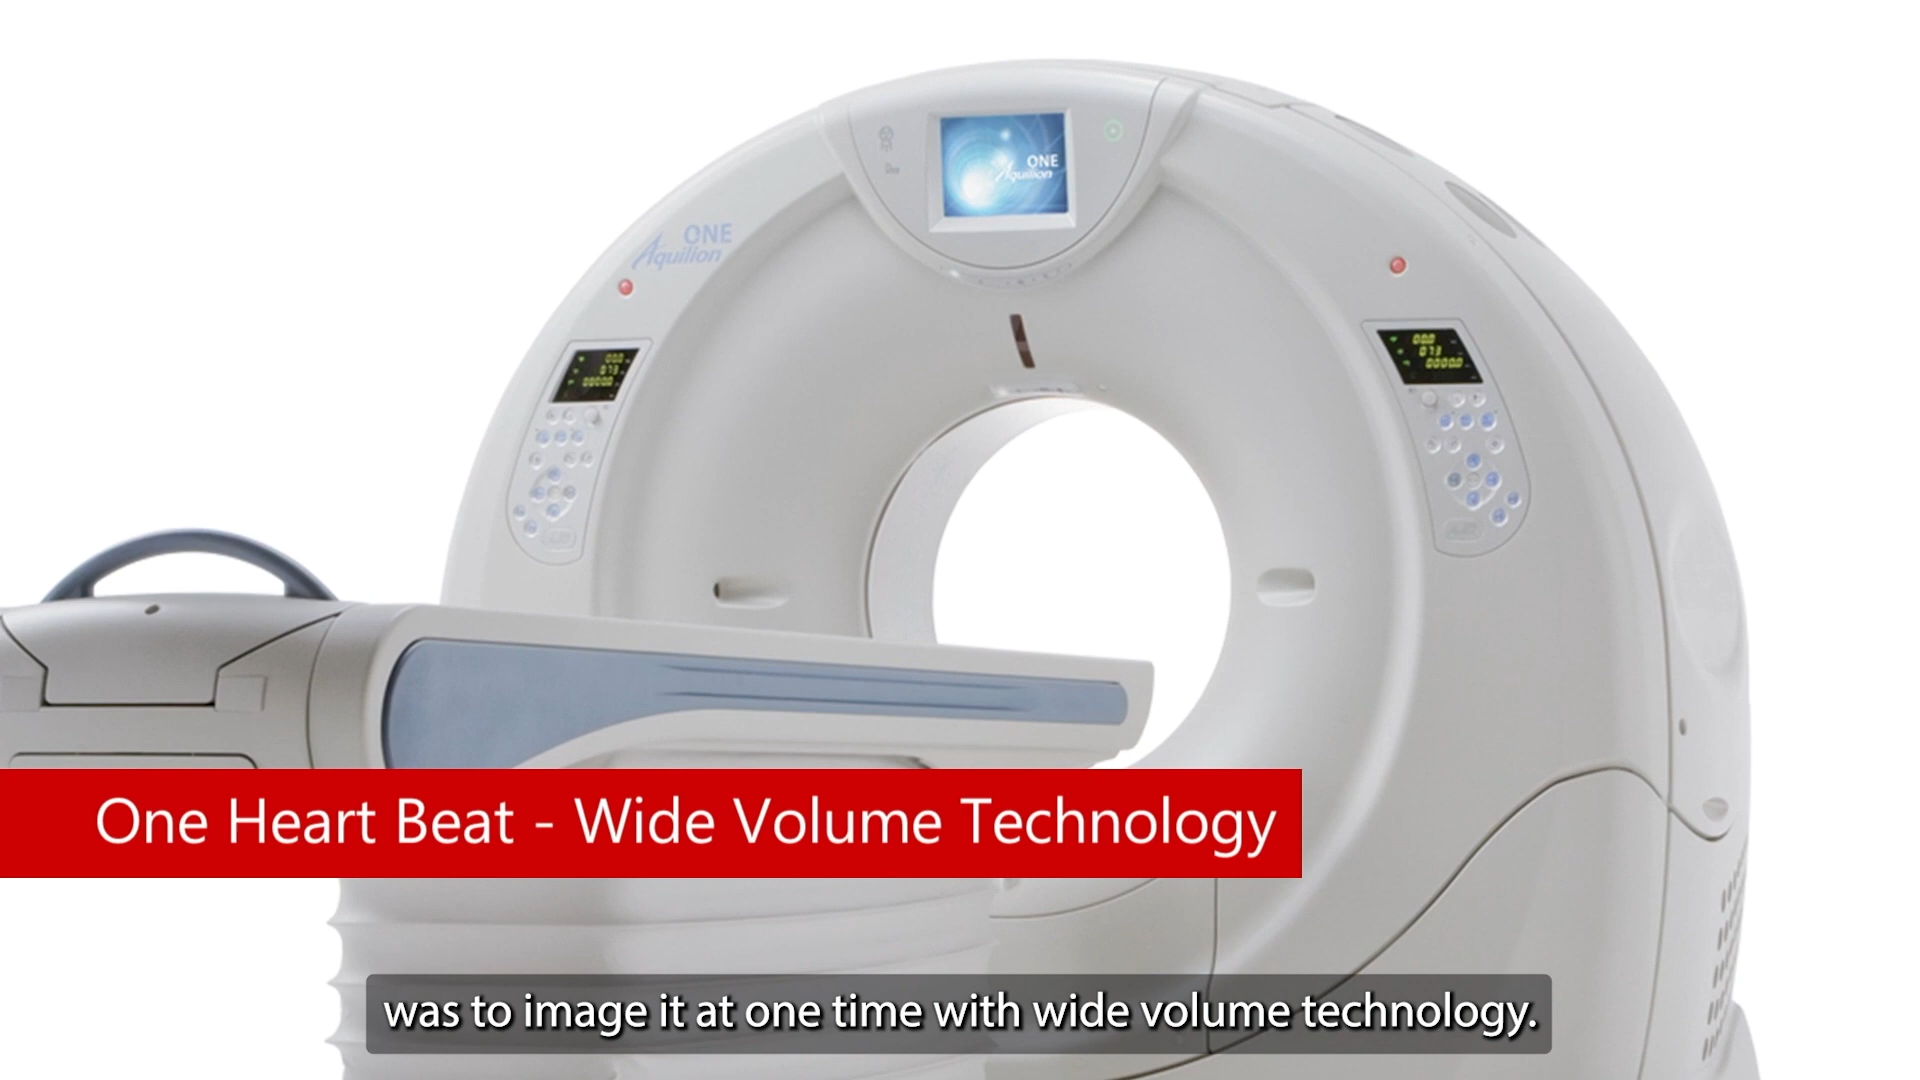 ONE
Aquilion
ONE
Aquilion
One Heart Beat - Wide Volume Technology
was to image it at one time with wide volume technology.